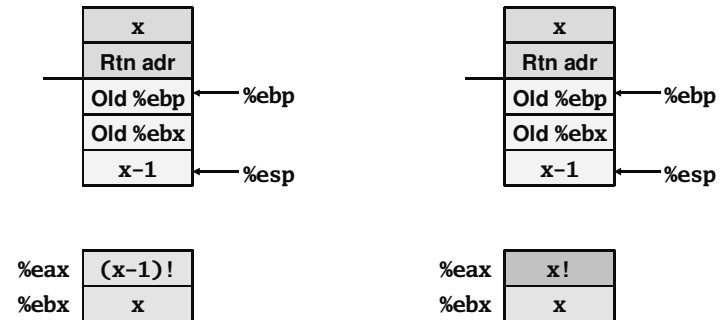 x
Rtn adr
Old %ebp
%ebp
Old %ebx
x-1
%esp
%eax
(x-1)!
%ebx
x
x
Rtn adr
Old %ebp
%ebp
Old %ebx
x-1
%esp
%eax
x!
%ebx
x